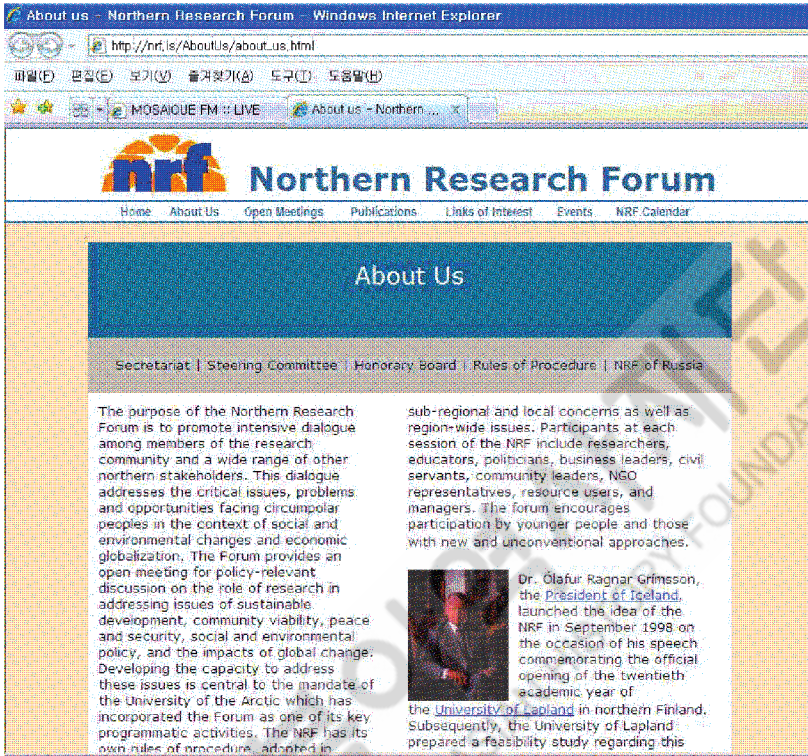 About us - Northern Research Forum - Windows Internet Explorer
http://nrf.is/AboutUs/about_us.html
파일(F) 편집(E) 보기(V) 즐겨찾기(A) 도구(T) 도움말(H)
MOSAIQUE FM :: LIVE About us - Northern ...
nrf Northern Research Forum
Home About Us Open Meetings Publications Links of Interest Events NRF Calendar
About Us
Secretariat | Steering Committee | Honorary Board | Rules of Procedure | NRF of Russia
The purpose of the Northern Research
Forum is to promote intensive dialogue
among members of the research
community and a wide range of other
northern stakeholders. This dialogue
addresses the critical issues, problems
and opportunities facing circumpolar
peoples in the context of social and
environmental changes and economic
globalization. The Forum provides an
open meeting for policy-relevant
discussion on the role of research in
addressing issues of sustainable
development, community viability, peace
and security, social and environmental
policy, and the impacts of global change.
Developing the capacity to address
these issues is central to the mandate of
the University of the Arctic which has
incorporated the Forum as one of its key
programmatic activities. The NRF has its
own rules of procedure, adopted in
sub-regional and local concerns as well as
region-wide issues. Participants at each
session of the NRF include researchers,
educators, politicians, business leaders, civil
servants, community leaders, NGO
representatives, resource users, and
managers. The forum encourages
participation by younger people and those
with new and unconventional approaches.
Dr. Ólafur Ragnar Grímsson,
the President of Iceland,
launched the idea of the
NRF in September 1998 on
the occasion of his speech
commemorating the official
opening of the twentieth
academic year of
the University of Lapland in northern Finland.
Subsequently, the University of Lapland
prepared a feasibility study regarding this